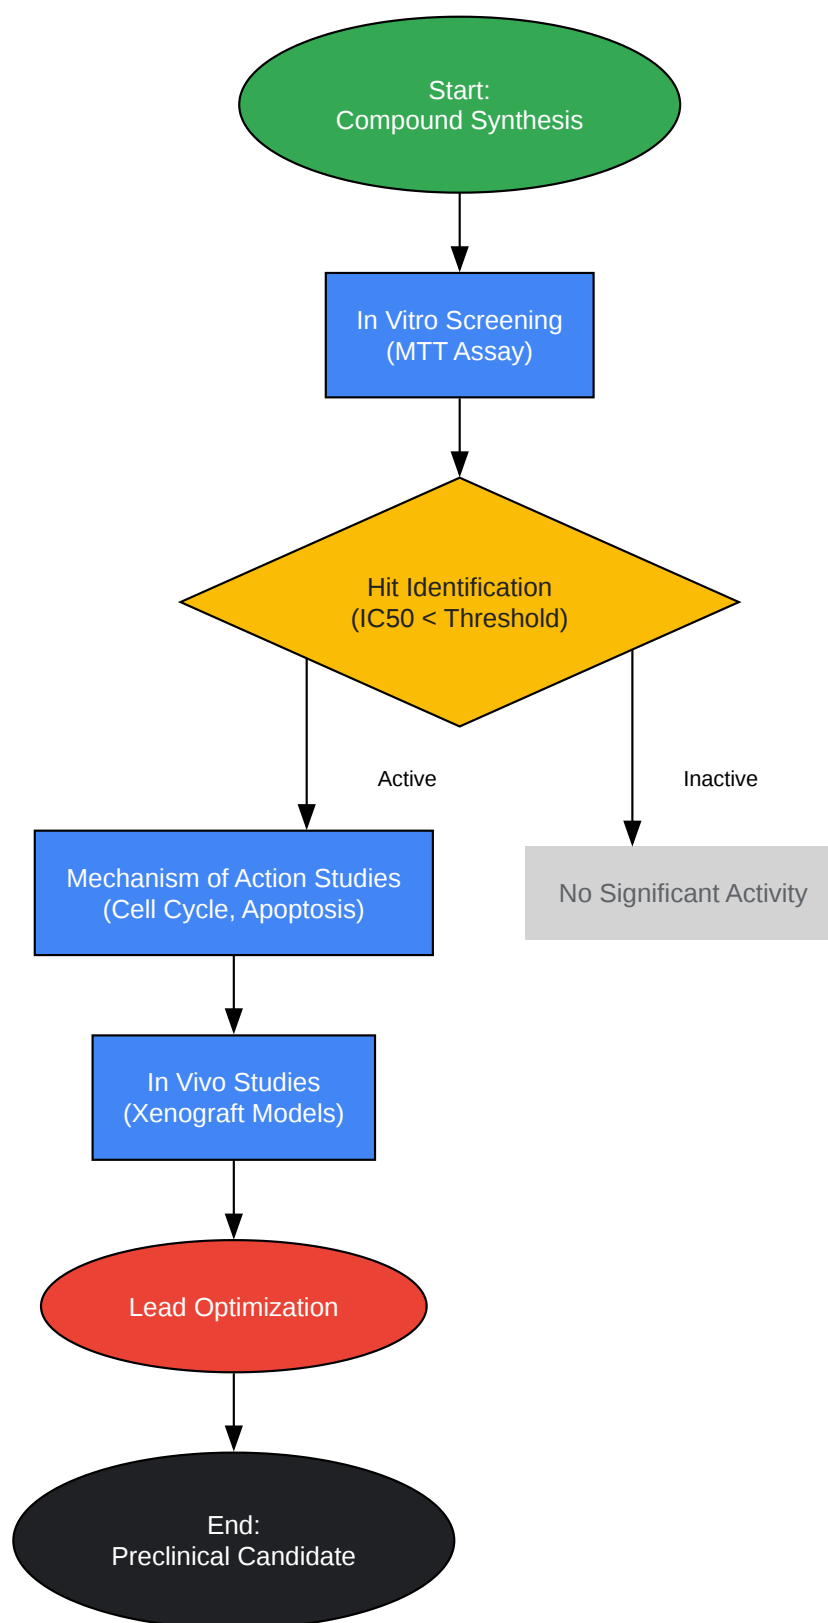 Start:
Compound Synthesis
In Vitro Screening
(MTT Assay)
Hit Identification
(IC50 < Threshold)
Active
Inactive
Mechanism of Action Studies
(Cell Cycle, Apoptosis)
No Significant Activity
In Vivo Studies
(Xenograft Models)
Lead Optimization
End:
Preclinical Candidate